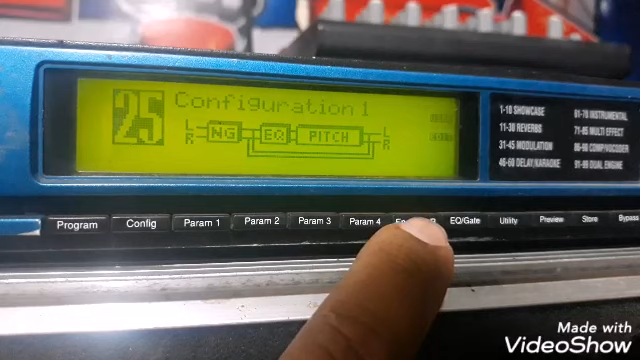 25 Configuration 1
L
R
NG EQ PITCH
L
R
1-10 SHOWCASE
11-30 REVERBS
31-45 MODULATION
46-60 DELAY/KARAOKE
61-70 INSTRUMENTAL
71-85 MULTI EFFECT
86-90 COMP/VOCODER
91-99 DUAL ENGINE
Program Config Param 1 Param 2 Param 3 Param 4 EQ/Gate Utility Preview Store Bypass
Made with
VideoShow